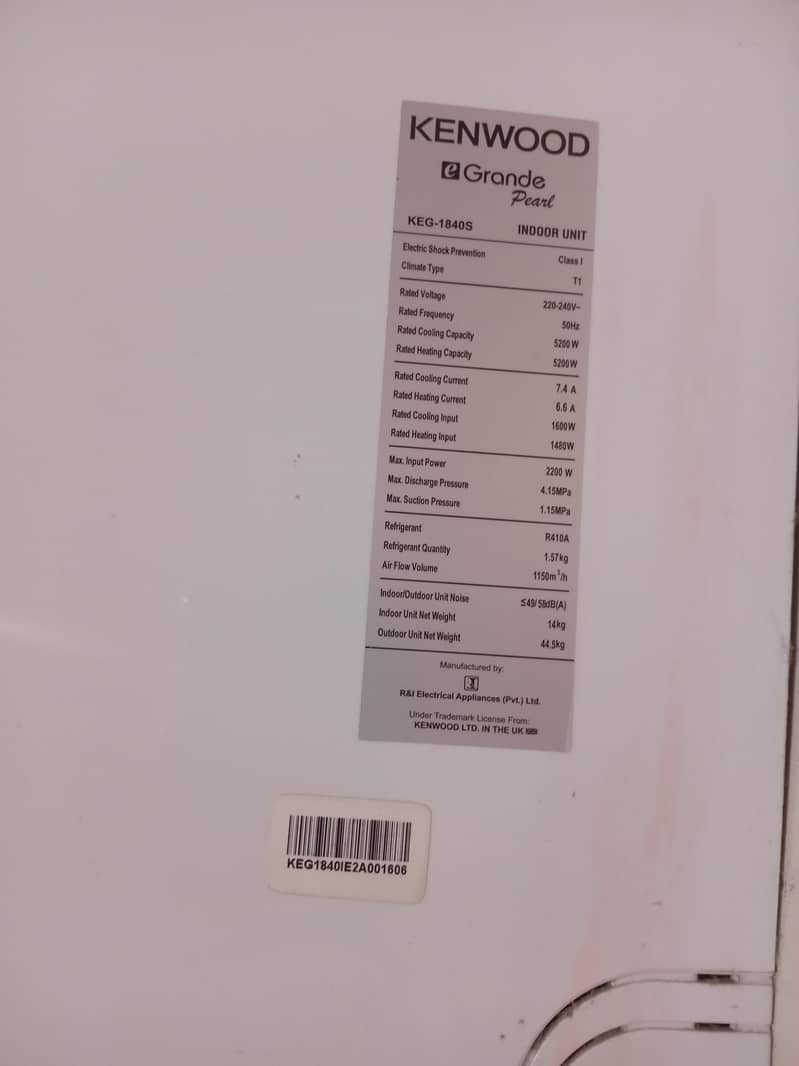 KENWOOD
e Grande
Pearl
KEG-1840S INDOOR UNIT
Electric Shock Prevention Class I
Climate Type T1
Rated Voltage 220-240V~
Rated Frequency 50Hz
Rated Cooling Capacity 5200 W
Rated Heating Capacity 5200W
Rated Cooling Current 7.4 A
Rated Heating Current 6.6 A
Rated Cooling Input 1600W
Rated Heating Input 1480W
Max. Input Power 2200 W
Max. Discharge Pressure 4.15MPa
Max. Suction Pressure 1.15MPa
Refrigerant R410A
Refrigerant Quantity 1.57kg
Air Flow Volume 1150m³/h
Indoor/Outdoor Unit Noise ≤49/58dB(A)
Indoor Unit Net Weight 14kg
Outdoor Unit Net Weight 44.5kg
Manufactured by:
R&I Electrical Appliances (Pvt.) Ltd.
Under Trademark License From:
KENWOOD LTD. IN THE UK
KEG1840IE2A001606